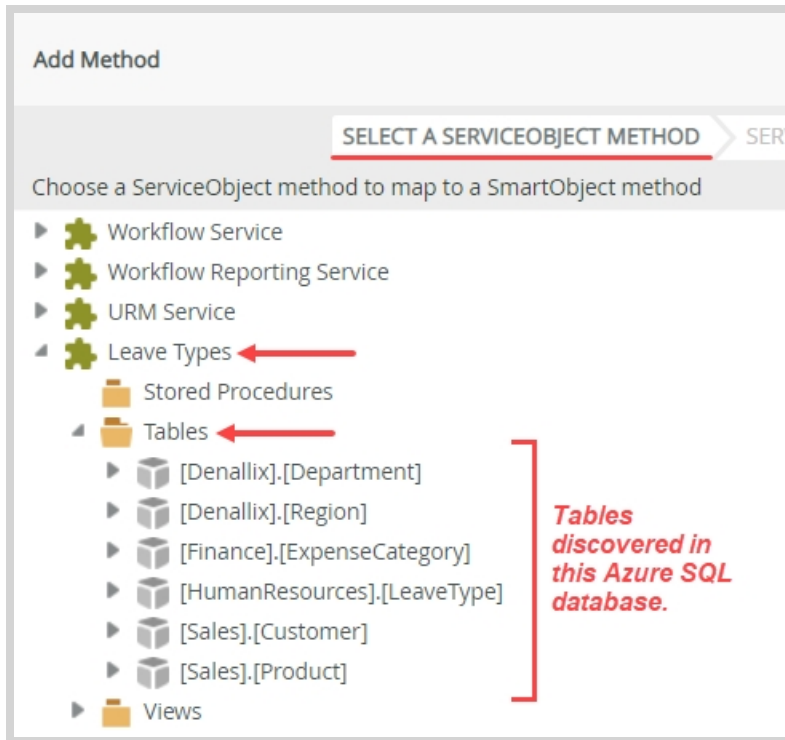 Add Method
SELECT A SERVICEOBJECT METHOD
SER
Choose a ServiceObject method to map to a SmartObject method
Workflow Service
Workflow Reporting Service
URM Service
Leave Types
Stored Procedures
Tables
[Denallix].[Department]
[Denallix].[Region]
[Finance].[ExpenseCategory]
[HumanResources].[LeaveType]
[Sales].[Customer]
[Sales].[Product]
Tables
discovered in
this Azure SQL
database.
Views